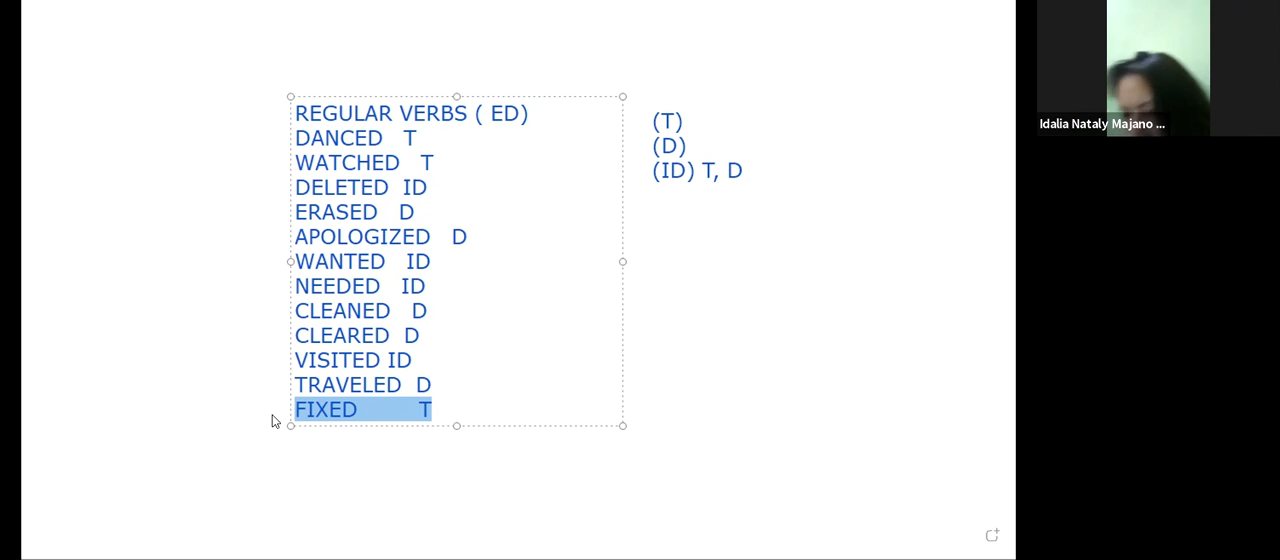 REGULAR VERBS ( ED)
DANCED T
WATCHED T
DELETED ID
ERASED D
APOLOGIZED D
WANTED ID
NEEDED ID
CLEANED D
CLEARED D
VISITED ID
TRAVELED D
FIXED T
(T)
(D)
(ID) T, D
Idalia Nataly Majano ...